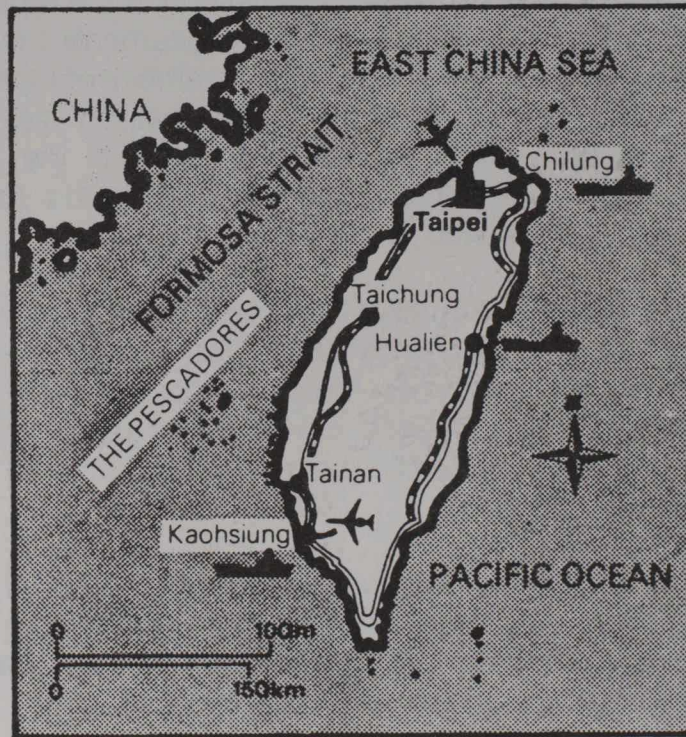 EAST CHINA SEA
CHINA
Chilung
FORMOSA STRAIT
Taipei
Taichung
Hualien
THE PESCADORES
N
Tainan
Kaohsiung
PACIFIC OCEAN
0 100m
0 150km